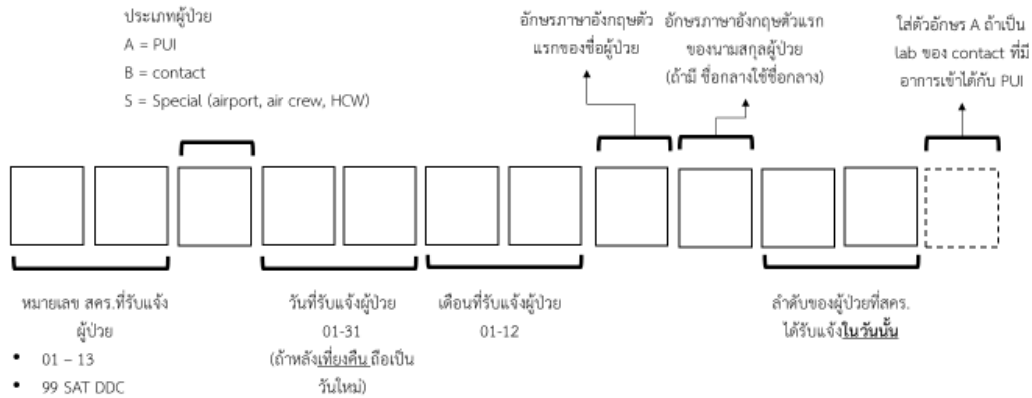 ประเภทผู้ป่วย
A = PUI
B = contact
S = Special (airport, air crew, HCW)
อักษรภาษาอังกฤษตัว
แรกของชื่อผู้ป่วย
อักษรภาษาอังกฤษตัวแรก
ของนามสกุลผู้ป่วย
(ถ้ามี ชื่อกลางใช้ชื่อกลาง)
ใส่ตัวอักษร A ถ้าเป็น
lab ของ contact ที่มี
อาการเข้าได้กับ PUI
หมายเลข สคร.ที่รับแจ้ง
ผู้ป่วย
• 01 – 13
• 99 SAT DDC
วันที่รับแจ้งผู้ป่วย
01-31
(ถ้าหลังเที่ยงคืน ถือเป็น
วันใหม่)
เดือนที่รับแจ้งผู้ป่วย
01-12
ลำดับของผู้ป่วยที่สคร.
ได้รับแจ้งในวันนั้น